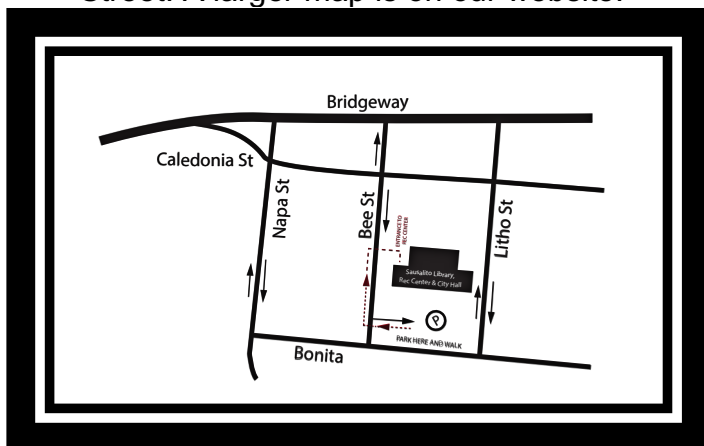 Street. A larger map is on our website.
Bridgeway
Caledonia St
Napa St
Bee St
Litho St
ENTRANCE TO
REC CENTER
Sausalito Library,
Rec Center & City Hall
P
PARK HERE AND WALK
Bonita